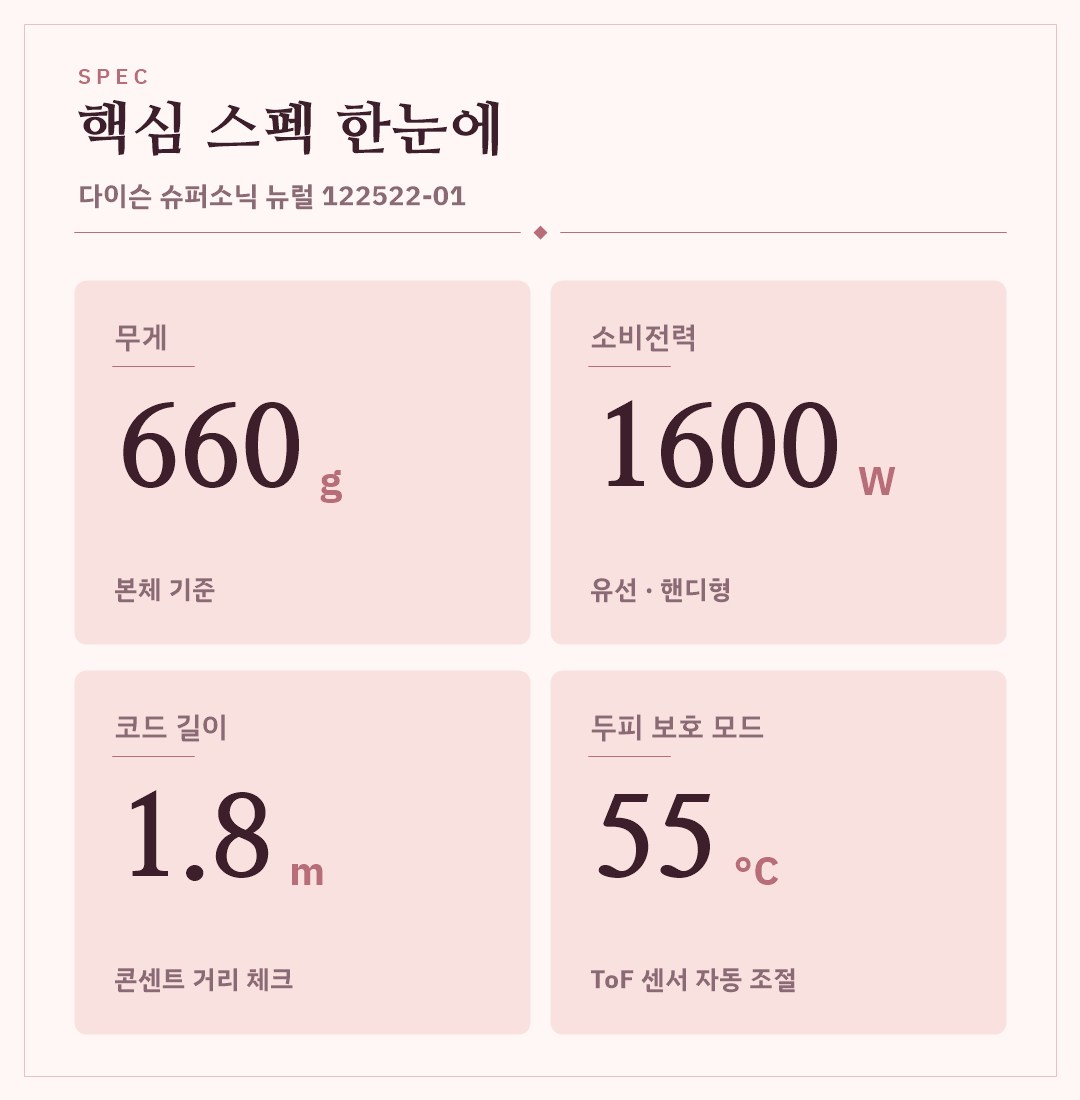 SPEC
핵심 스펙 한눈에
다이슨 슈퍼소닉 뉴럴 122522-01
무게
660 g
본체 기준
소비전력
1600 W
유선 · 핸디형
코드 길이
1.8 m
콘센트 거리 체크
두피 보호 모드
55 °C
ToF 센서 자동 조절